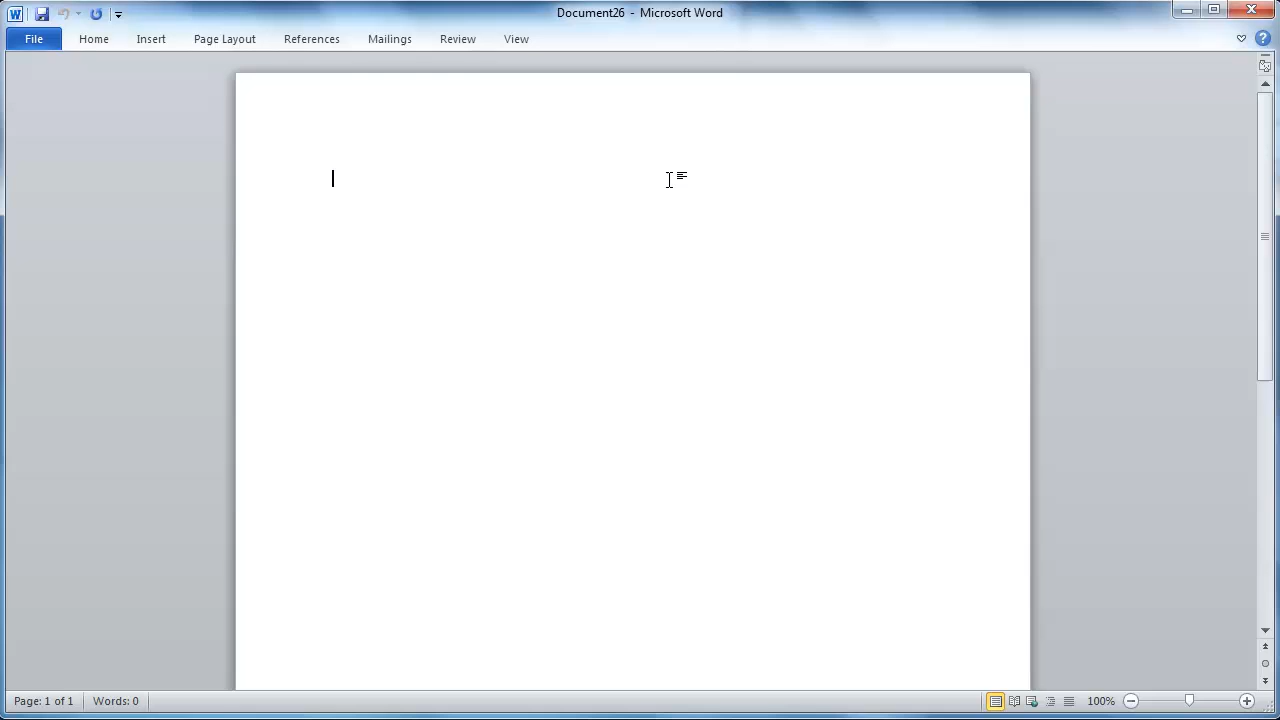 Document26 - Microsoft Word
File Home Insert Page Layout References Mailings Review View
Page: 1 of 1 Words: 0 100%